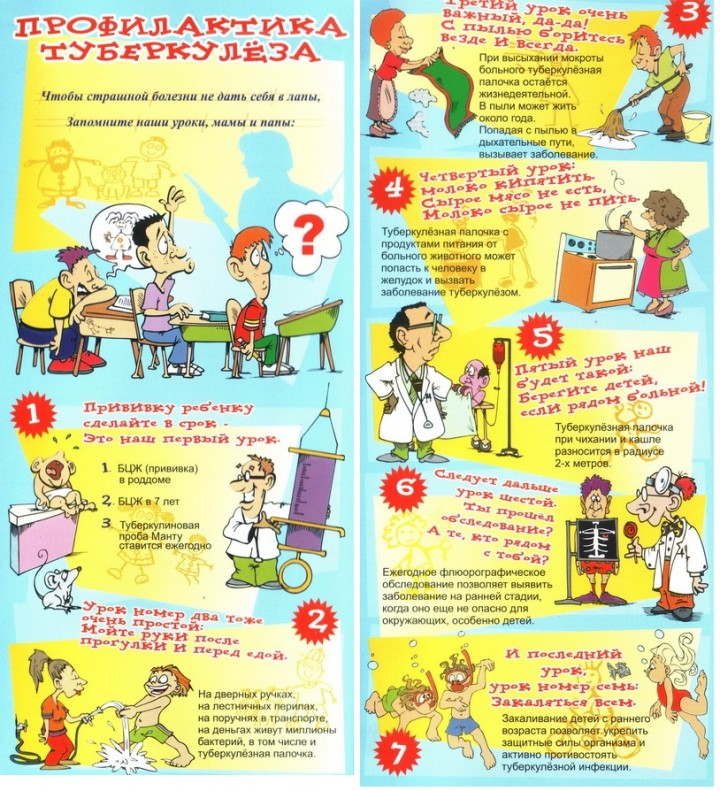 ПРОФИЛАКТИКА
ТУБЕРКУЛЁЗА
Чтобы страшной болезни не дать себя в лапы,
Запомните наши уроки, мамы и папы:
?
1
Прививку ребенку
сделайте в срок -
Это наш первый урок.
1. БЦЖ (прививка)
в роддоме
2. БЦЖ в 7 лет
3. Туберкулиновая
проба Манту
ставится ежегодно
Урок номер два тоже
очень простой:
Мойте руки после
прогулки и перед едой.
2
На дверных ручках,
на лестничных перилах,
на поручнях в транспорте,
на деньгах живут миллионы
бактерий, в том числе и
туберкулёзная палочка.
Третий урок очень
важный, да-да!
С пылью боритесь
везде и всегда.
3
При высыхании мокроты
больного туберкулёзная
палочка остаётся
жизнедеятельной.
В пыли может жить
около года.
Попадая с пылью в
дыхательные пути,
вызывает заболевание.
4
Четвертый урок:
молоко кипятить.
Сырое мясо не есть,
Молоко сырое не пить.
Туберкулёзная палочка с
продуктами питания от
больного животного может
попасть к человеку в
желудок и вызвать
заболевание туберкулёзом.
5
Пятый урок наш
будет такой:
Берегите детей,
если рядом больной!
Туберкулёзная палочка
при чихании и кашле
разносится в радиусе
2-х метров.
6
Следует дальше
урок шестой.
Ты прошёл
обследование?
А те, кто рядом
с тобой?
Ежегодное флюорографическое
обследование позволяет выявить
заболевание на ранней стадии,
когда оно еще не опасно для
окружающих, особенно детей.
И последний
урок,
урок номер семь:
Закаляться всем.
7
Закаливание детей с раннего
возраста позволяет укрепить
защитные силы организма и
активно противостоять
туберкулёзной инфекции.